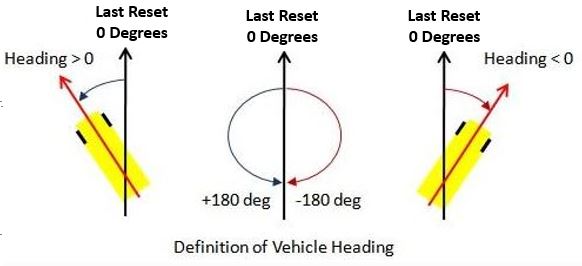 Last Reset
0 Degrees
Heading > 0
Last Reset
0 Degrees
+180 deg
-180 deg
Last Reset
0 Degrees
Heading < 0
Definition of Vehicle Heading